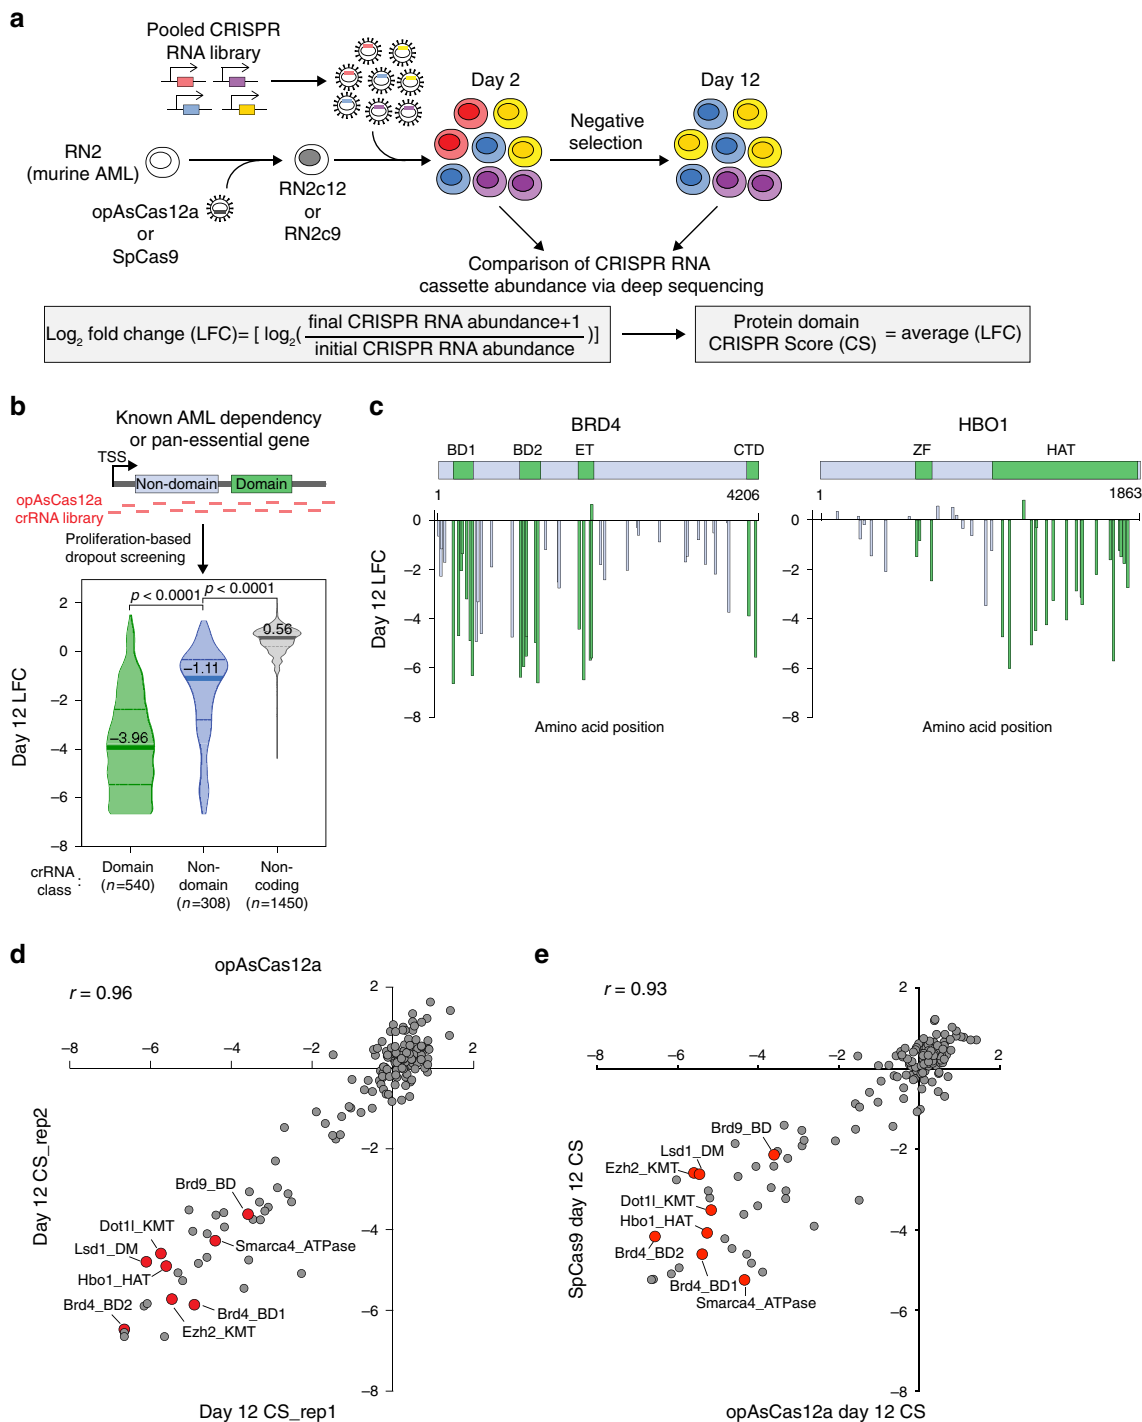 a
Pooled CRISPR
RNA library
Day 2
Day 12
Negative
selection
RN2
(murine AML)
opAsCas12a
or
SpCas9
RN2c12
or
RN2c9
Comparison of CRISPR RNA
cassette abundance via deep sequencing
Log2 fold change (LFC)= [ log2(final CRISPR RNA abundance+1 / initial CRISPR RNA abundance)]
Protein domain
CRISPR Score (CS) = average (LFC)
b
Known AML dependency
or pan-essential gene
TSS
Non-domain
Domain
opAsCas12a
crRNA library
Proliferation-based
dropout screening
p < 0.0001
p < 0.0001
2
0
−2
−4
−6
−8
Day 12 LFC
−3.96
−1.11
0.56
crRNA
class :
Domain
(n=540)
Non-
domain
(n=308)
Non-
coding
(n=1450)
c
BRD4
BD1
BD2
ET
CTD
1
4206
0
−2
−4
−6
−8
Day 12 LFC
Amino acid position
HBO1
ZF
HAT
1
1863
0
−2
−4
−6
−8
Amino acid position
d
opAsCas12a
r = 0.96
2
−8
−6
−4
−2
2
−2
−4
−6
−8
Day 12 CS_rep2
Brd9_BD
Dot1l_KMT
Lsd1_DM
Smarca4_ATPase
Hbo1_HAT
Brd4_BD2
Brd4_BD1
Ezh2_KMT
Day 12 CS_rep1
e
r = 0.93
2
−8
−6
−4
−2
2
−2
−4
−6
−8
SpCas9 day 12 CS
Brd9_BD
Lsd1_DM
Ezh2_KMT
Dot1l_KMT
Hbo1_HAT
Brd4_BD2
Brd4_BD1
Smarca4_ATPase
opAsCas12a day 12 CS